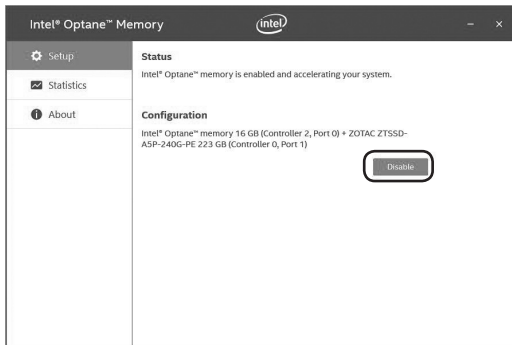 Intel® Optane™ Memory
intel
- ×
Setup
Statistics
About
Status
Intel® Optane™ memory is enabled and accelerating your system.
Configuration
Intel® Optane™ memory 16 GB (Controller 2, Port 0) + ZOTAC ZTSSD-
A5P-240G-PE 223 GB (Controller 0, Port 1)
Disable